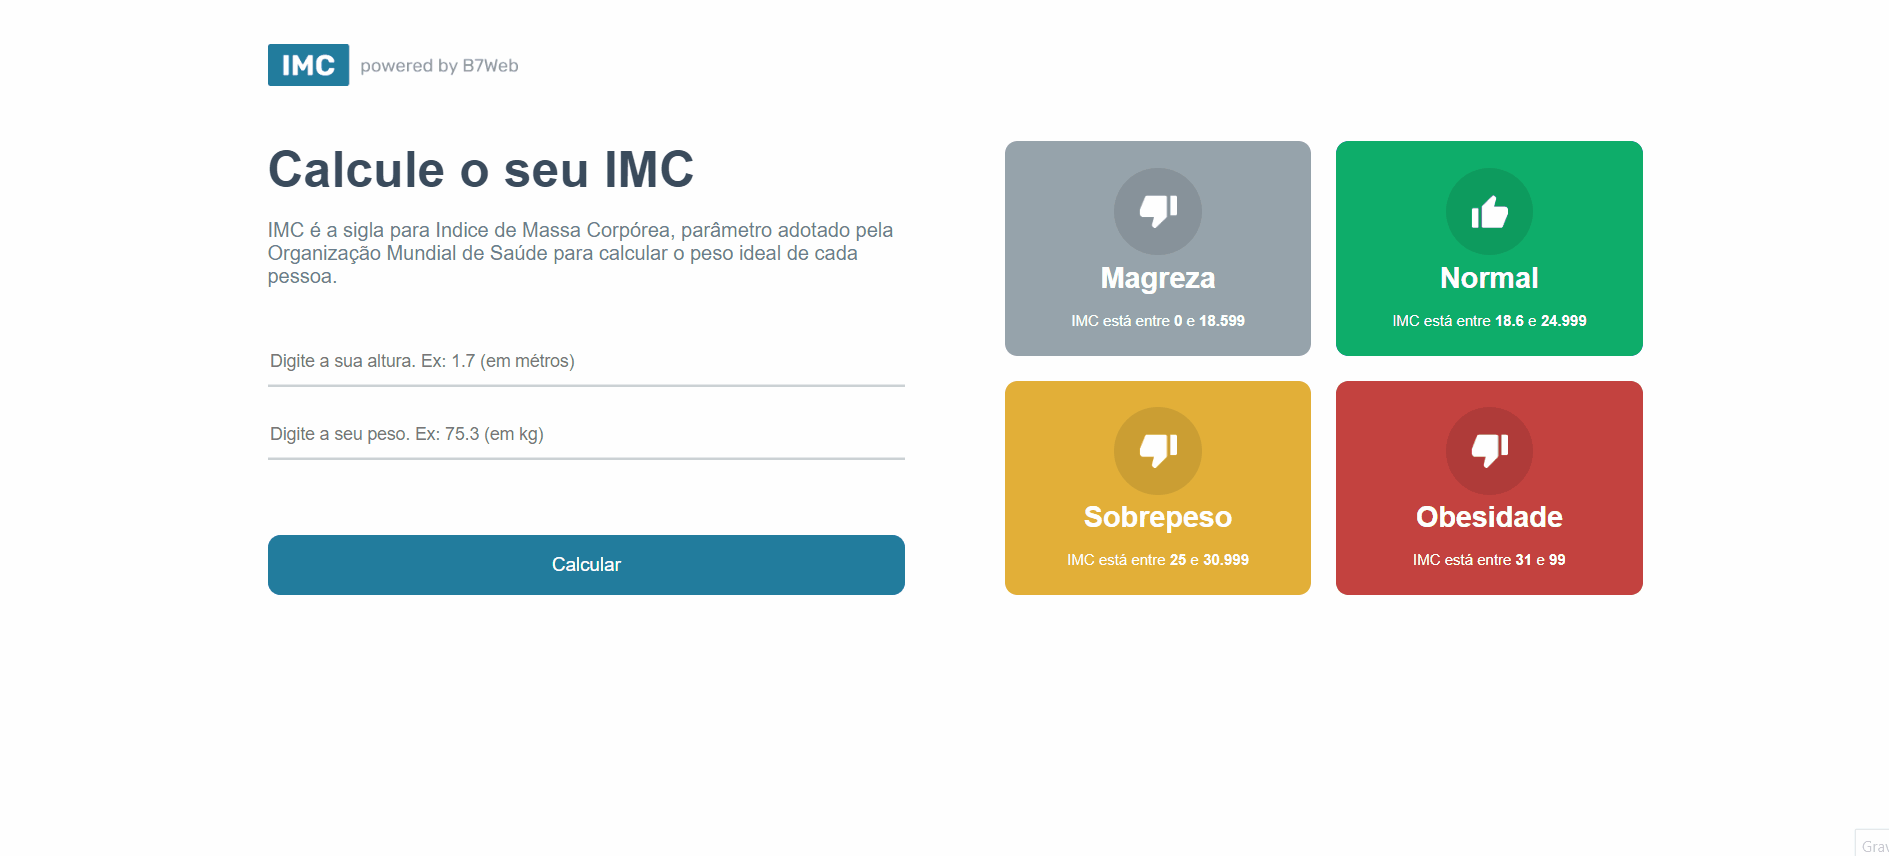 IMC powered by B7Web
Calcule o seu IMC
IMC é a sigla para Indice de Massa Corpórea, parâmetro adotado pela
Organização Mundial de Saúde para calcular o peso ideal de cada
pessoa.
Digite a sua altura. Ex: 1.7 (em métros)
Digite a seu peso. Ex: 75.3 (em kg)
Calcular
Magreza
IMC está entre 0 e 18.599
Normal
IMC está entre 18.6 e 24.999
Sobrepeso
IMC está entre 25 e 30.999
Obesidade
IMC está entre 31 e 99